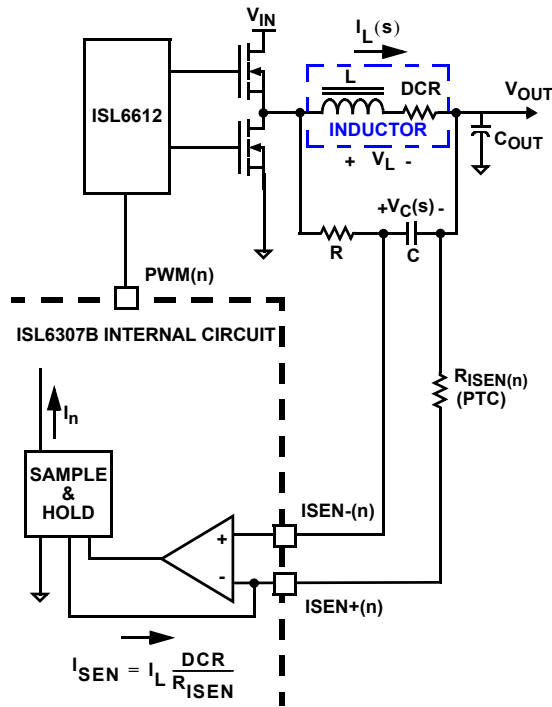 V_IN
I_L(s)
L
DCR
INDUCTOR
V_OUT
C_OUT
+ V_L -
ISL6612
+V_C(s)-
R
C
PWM(n)
ISL6307B INTERNAL CIRCUIT
R_ISEN(n)
(PTC)
I_n
SAMPLE
&
HOLD
ISEN-(n)
+
-
ISEN+(n)
I_SEN = I_L DCR/R_ISEN